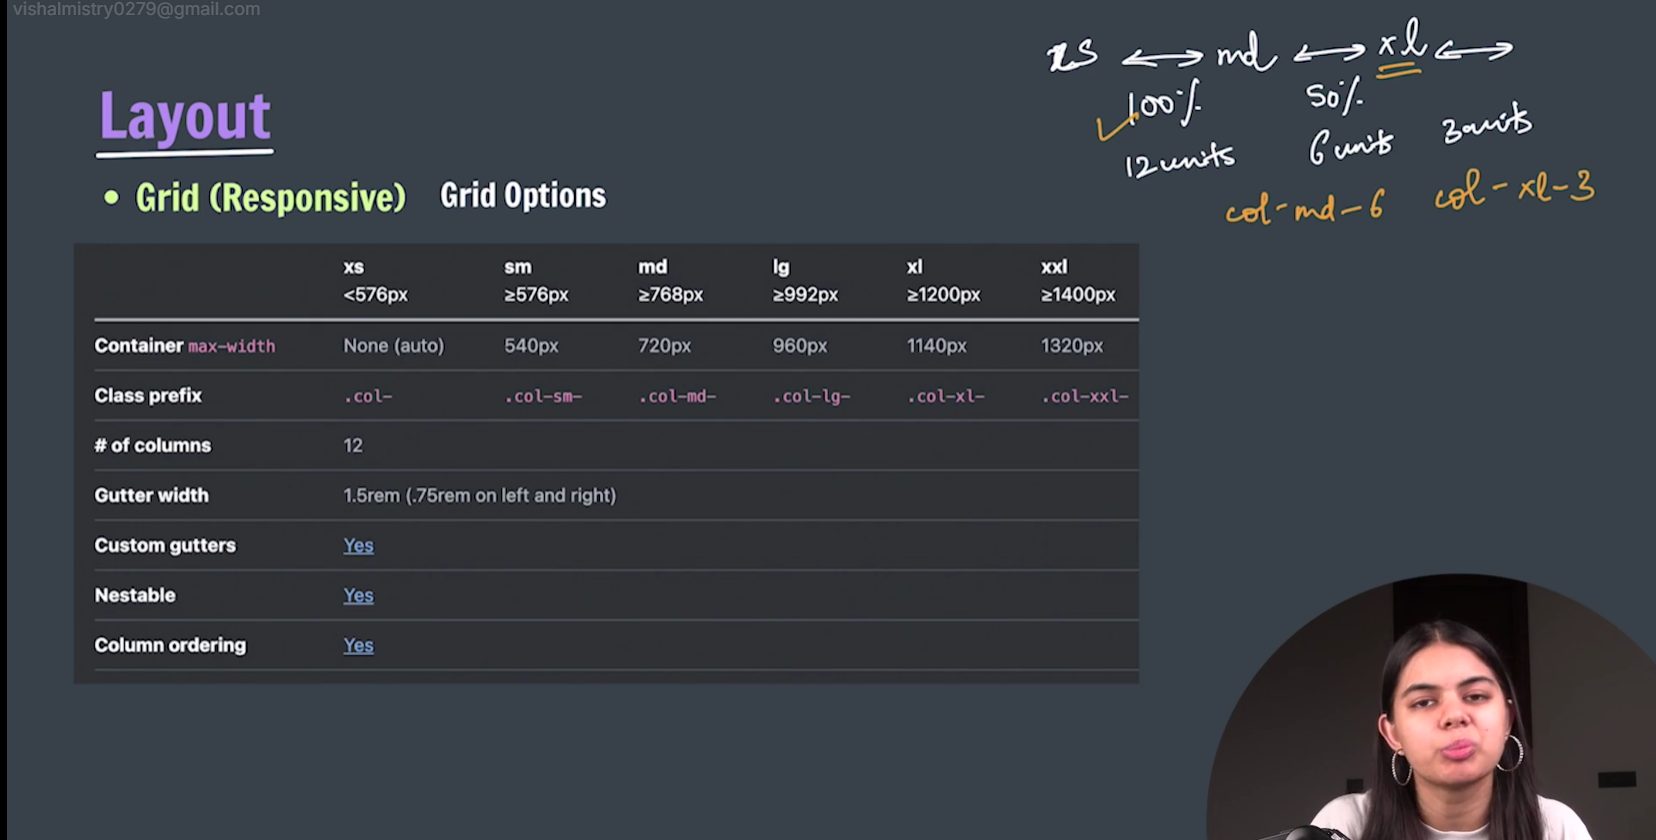 vishalmistry0279@gmail.com
xs ↔ md ↔ xl ↔
100% 50%
12 units 6 units 3 units
col-md-6 col-xl-3
Layout
• Grid (Responsive) Grid Options
xs sm md lg xl xxl
<576px ≥576px ≥768px ≥992px ≥1200px ≥1400px
Container max-width None (auto) 540px 720px 960px 1140px 1320px
Class prefix .col- .col-sm- .col-md- .col-lg- .col-xl- .col-xxl-
# of columns 12
Gutter width 1.5rem (.75rem on left and right)
Custom gutters Yes
Nestable Yes
Column ordering Yes